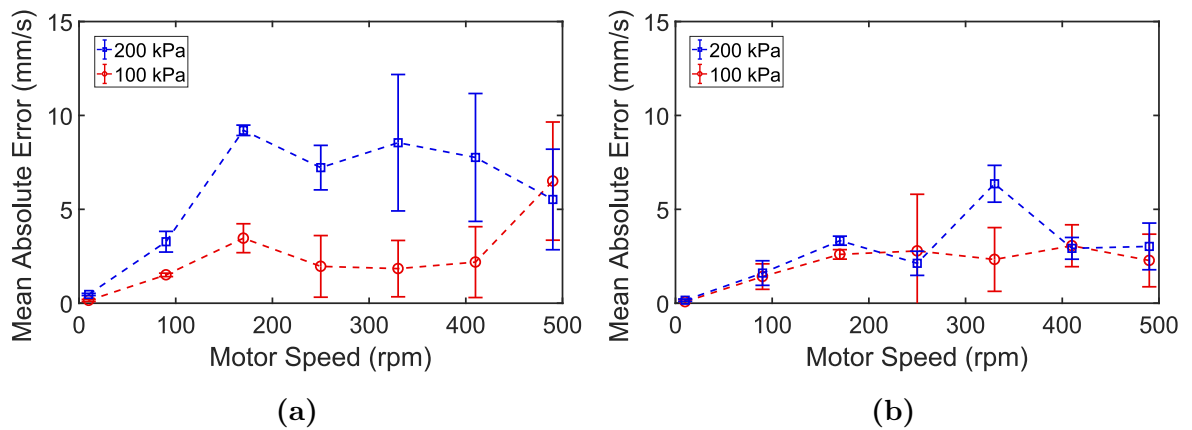 15
10
5
0
Mean Absolute Error (mm/s)
200 kPa
100 kPa
0 100 200 300 400 500
Motor Speed (rpm)
(a)
15
10
5
0
Mean Absolute Error (mm/s)
200 kPa
100 kPa
0 100 200 300 400 500
Motor Speed (rpm)
(b)